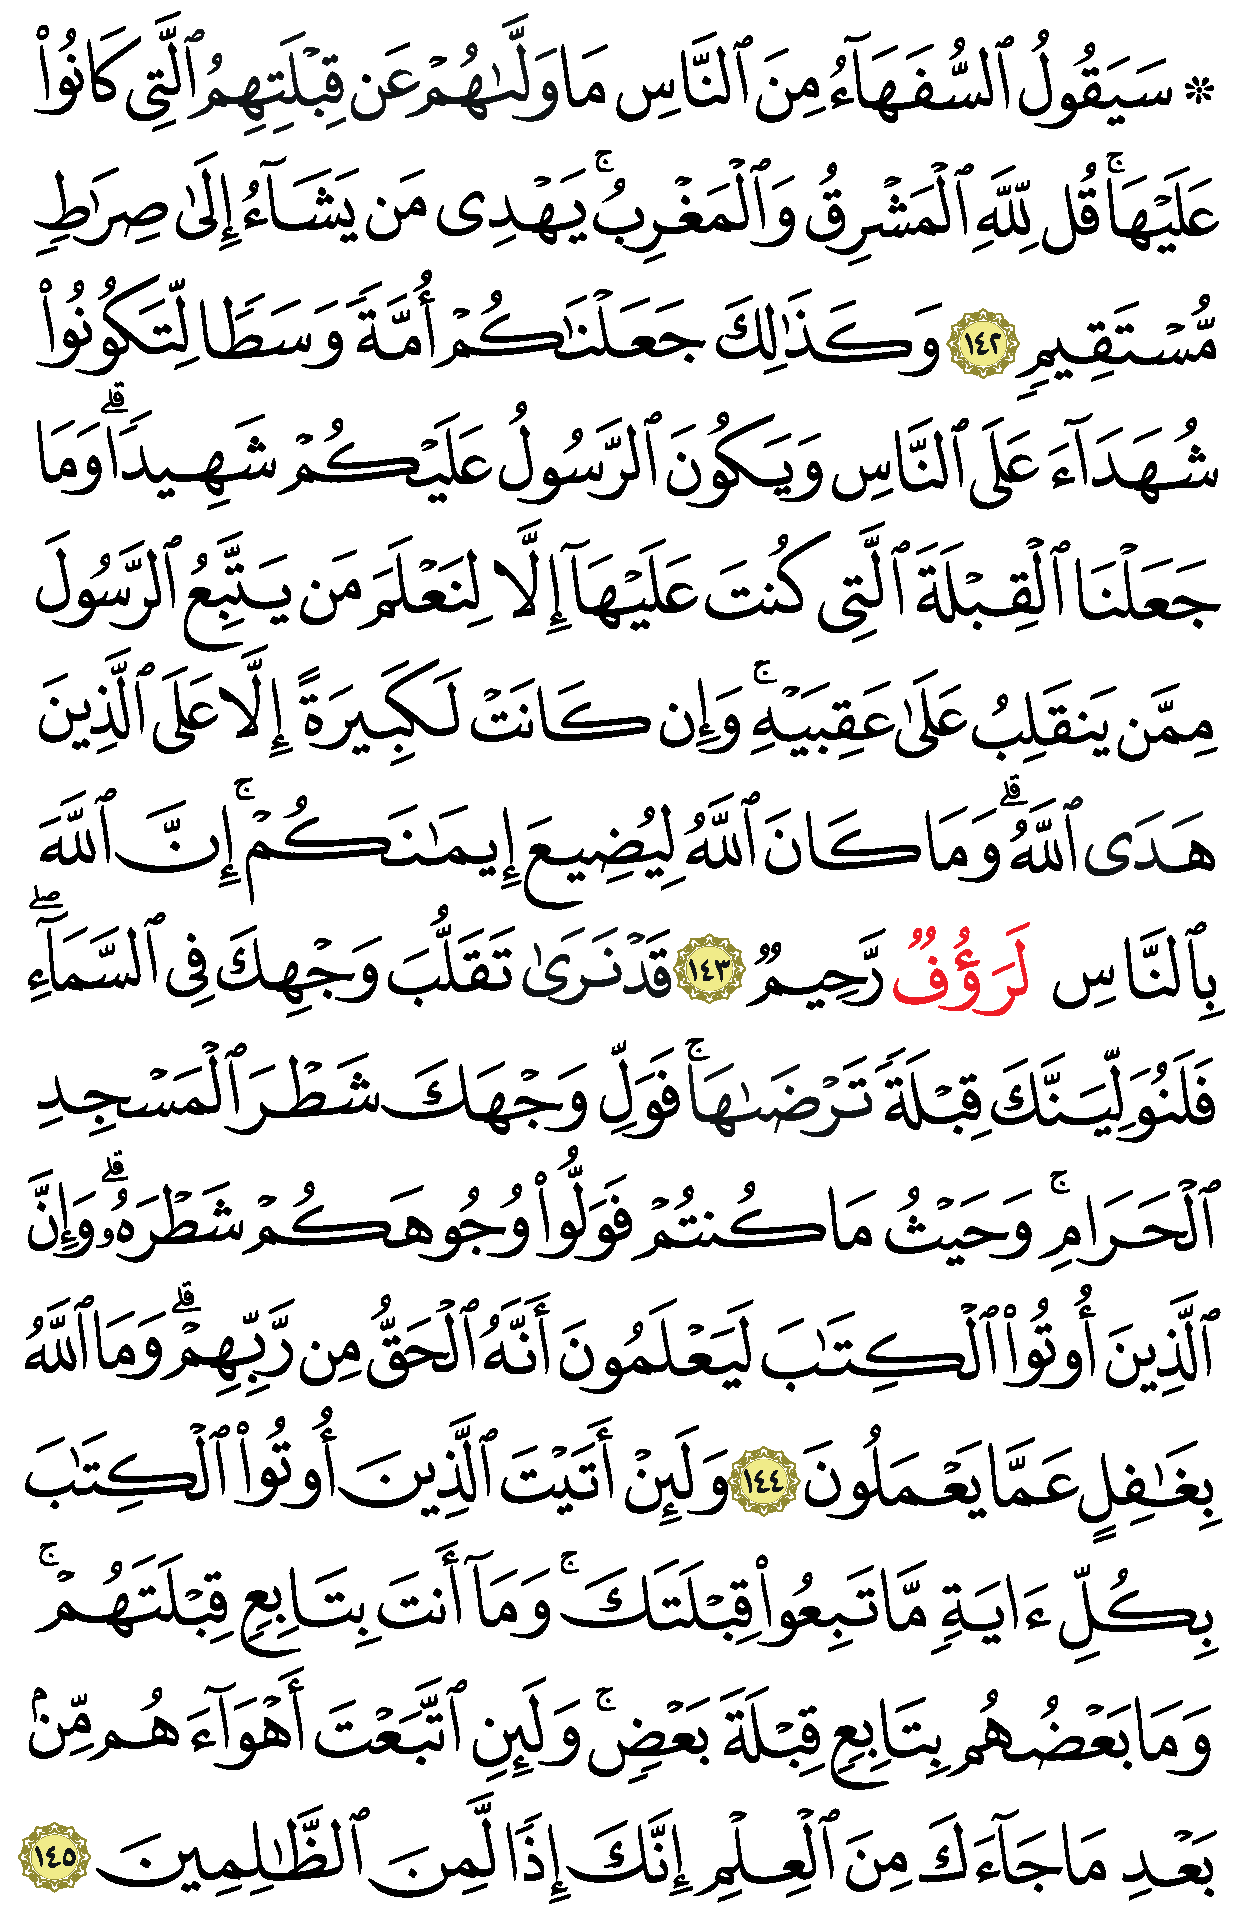 ۞ سَيَقُولُ ٱلسُّفَهَآءُ مِنَ ٱلنَّاسِ مَا وَلَّىٰهُمْ عَن قِبْلَتِهِمُ ٱلَّتِى كَانُوا۟
عَلَيْهَا ۚ قُل لِّلَّهِ ٱلْمَشْرِقُ وَٱلْمَغْرِبُ ۚ يَهْدِى مَن يَشَآءُ إِلَىٰ صِرَٰطٍ
مُّسْتَقِيمٍ ١٤٢ وَكَذَٰلِكَ جَعَلْنَٰكُمْ أُمَّةً وَسَطًا لِّتَكُونُوا۟
شُهَدَآءَ عَلَى ٱلنَّاسِ وَيَكُونَ ٱلرَّسُولُ عَلَيْكُمْ شَهِيدًا ۗ وَمَا
جَعَلْنَا ٱلْقِبْلَةَ ٱلَّتِى كُنتَ عَلَيْهَآ إِلَّا لِنَعْلَمَ مَن يَتَّبِعُ ٱلرَّسُولَ
مِمَّن يَنقَلِبُ عَلَىٰ عَقِبَيْهِ ۚ وَإِن كَانَتْ لَكَبِيرَةً إِلَّا عَلَى ٱلَّذِينَ
هَدَى ٱللَّهُ ۗ وَمَا كَانَ ٱللَّهُ لِيُضِيعَ إِيمَٰنَكُمْ ۚ إِنَّ ٱللَّهَ
بِٱلنَّاسِ لَرَؤُفٌ رَّحِيمٌ ١٤٣ قَدْ نَرَىٰ تَقَلُّبَ وَجْهِكَ فِى ٱلسَّمَآءِ ۖ
فَلَنُوَلِّيَنَّكَ قِبْلَةً تَرْضَىٰهَا ۚ فَوَلِّ وَجْهَكَ شَطْرَ ٱلْمَسْجِدِ
ٱلْحَرَامِ ۚ وَحَيْثُ مَا كُنتُمْ فَوَلُّوا۟ وُجُوهَكُمْ شَطْرَهُۥ ۗ وَإِنَّ
ٱلَّذِينَ أُوتُوا۟ ٱلْكِتَٰبَ لَيَعْلَمُونَ أَنَّهُ ٱلْحَقُّ مِن رَّبِّهِمْ ۗ وَمَا ٱللَّهُ
بِغَٰفِلٍ عَمَّا يَعْمَلُونَ ١٤٤ وَلَئِنْ أَتَيْتَ ٱلَّذِينَ أُوتُوا۟ ٱلْكِتَٰبَ
بِكُلِّ ءَايَةٍ مَّا تَبِعُوا۟ قِبْلَتَكَ ۚ وَمَآ أَنتَ بِتَابِعٍ قِبْلَتَهُمْ ۚ
وَمَا بَعْضُهُم بِتَابِعٍ قِبْلَةَ بَعْضٍ ۚ وَلَئِنِ ٱتَّبَعْتَ أَهْوَآءَهُم مِّنۢ
بَعْدِ مَا جَآءَكَ مِنَ ٱلْعِلْمِ إِنَّكَ إِذًا لَّمِنَ ٱلظَّٰلِمِينَ ١٤٥